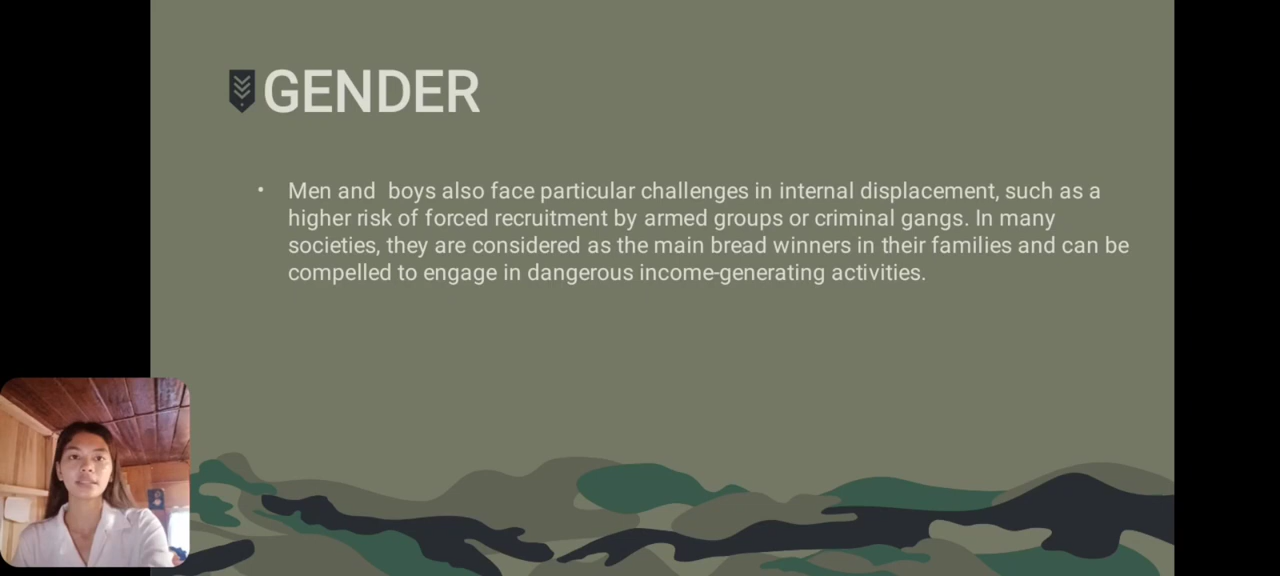 GENDER
• Men and  boys also face particular challenges in internal displacement, such as a
higher risk of forced recruitment by armed groups or criminal gangs. In many
societies, they are considered as the main bread winners in their families and can be
compelled to engage in dangerous income-generating activities.